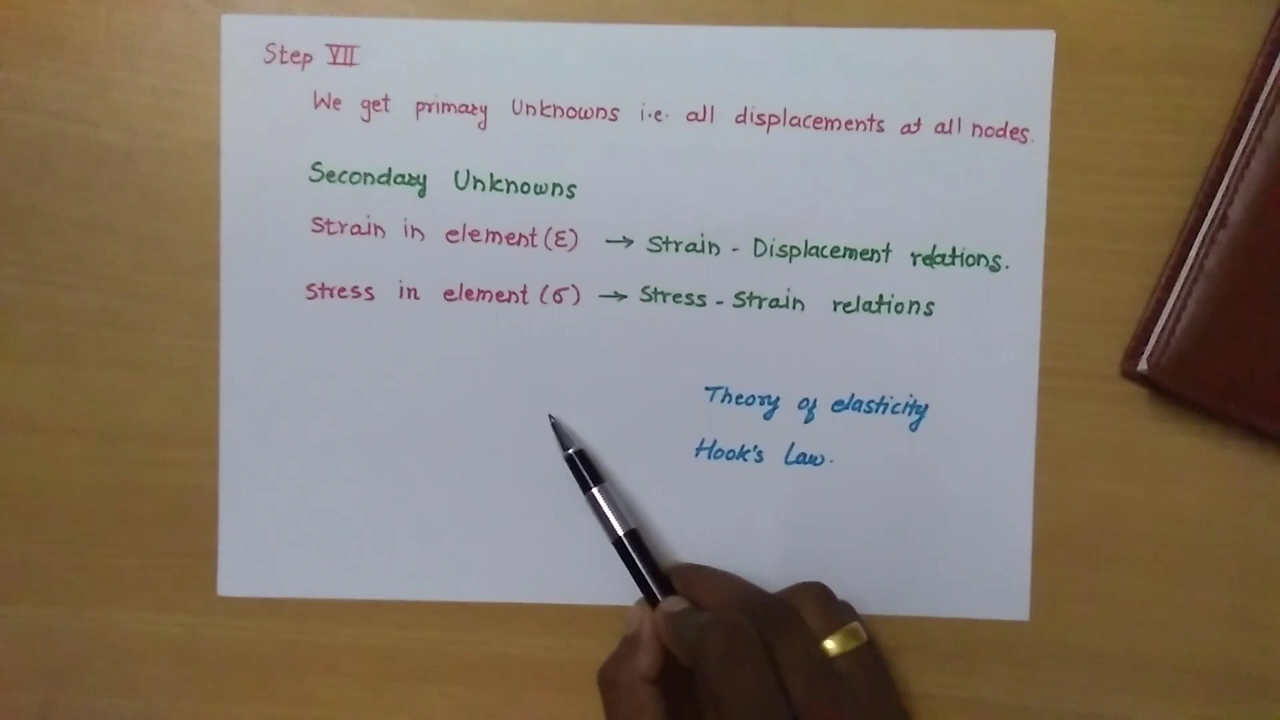 Step VII
We get primary Unknowns i.e. all displacements at all nodes.
Secondary Unknowns
Strain in element (ε) → Strain - Displacement relations.
Stress in element (σ) → Stress - Strain relations
Theory of elasticity
Hook's Law.